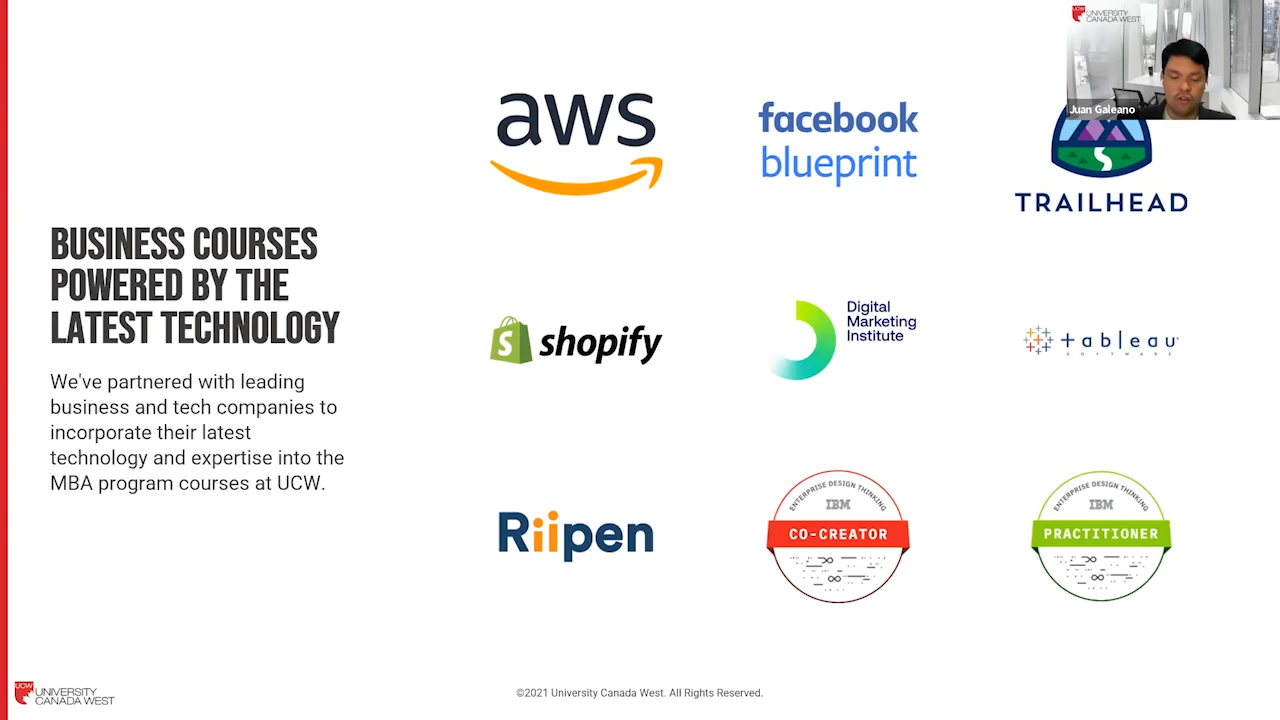 UCW UNIVERSITY
CANADA WEST
Juan Galeano
aws
facebook
blueprint
TRAILHEAD
BUSINESS COURSES
POWERED BY THE
LATEST TECHNOLOGY
We've partnered with leading
business and tech companies to
incorporate their latest
technology and expertise into the
MBA program courses at UCW.
S shopify
Digital
Marketing
Institute
+ableau
SOFTWARE
Riipen
ENTERPRISE DESIGN THINKING
IBM
CO-CREATOR
ENTERPRISE DESIGN THINKING
IBM
PRACTITIONER
UCW UNIVERSITY
CANADA WEST
©2021 University Canada West. All Rights Reserved.